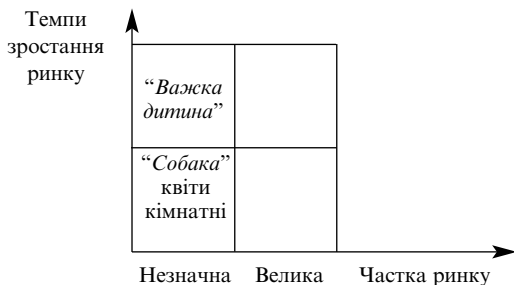 Темпи
зростання
ринку
“Важка
дитина”
“Собака”
квіти
кімнатні
Незначна Велика Частка ринку